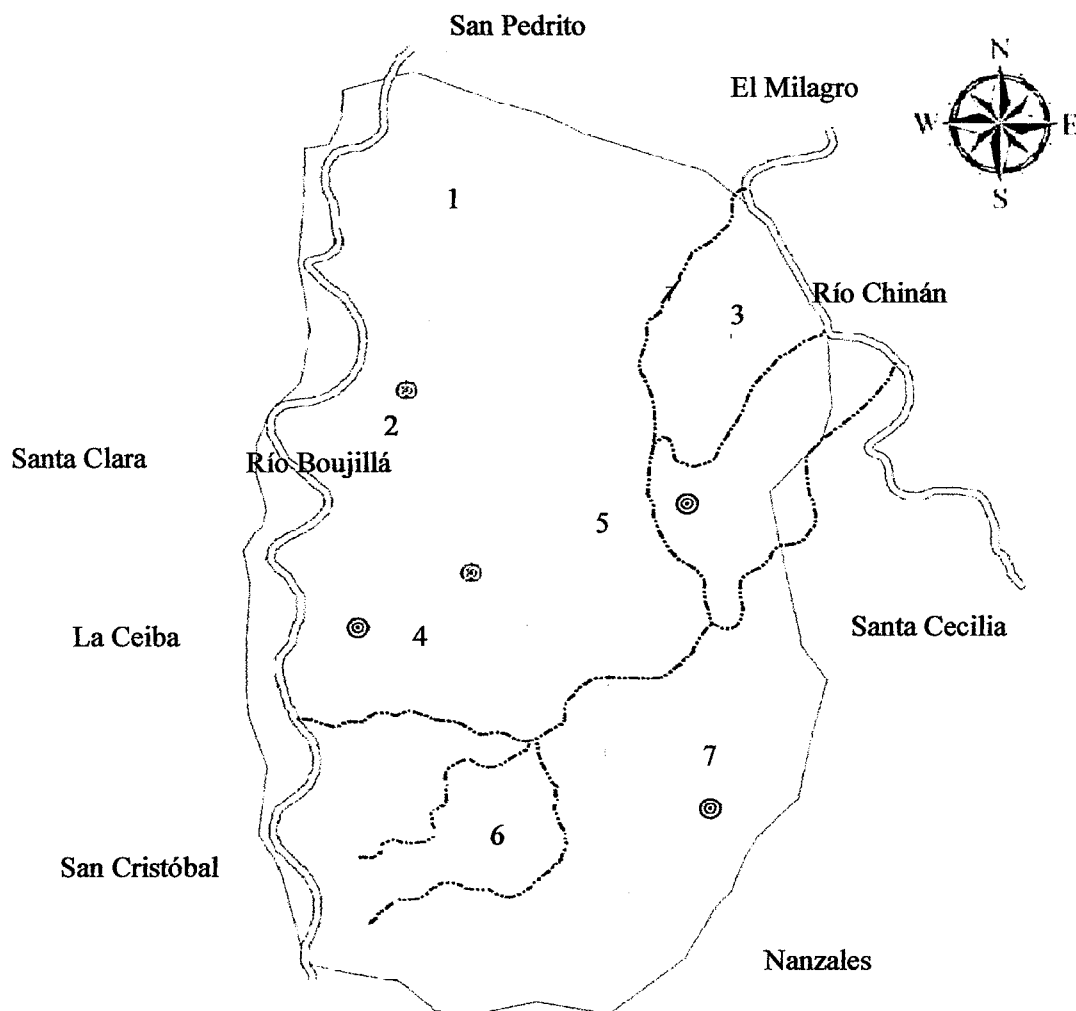 San Pedrito
El Milagro
N
W E
S
1
Río Chinán
3
2
Santa Clara
Río Boujillá
5
La Ceiba
4
Santa Cecilia
7
6
San Cristóbal
Nanzales